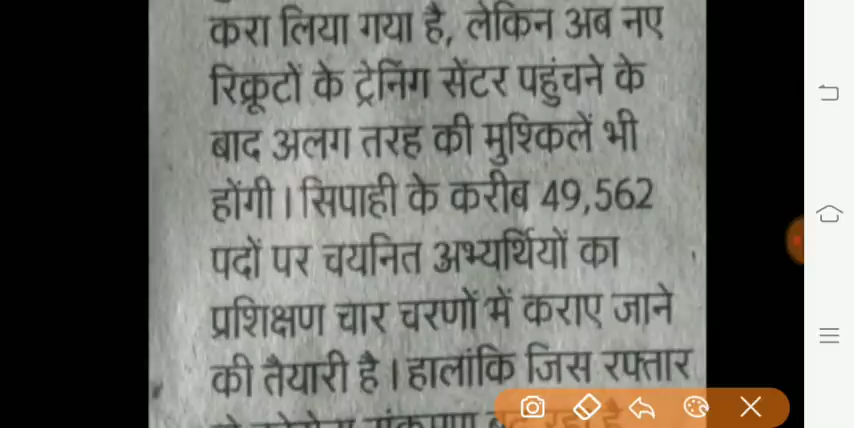 करा लिया गया है, लेकिन अब नए
रिक्रूटों के ट्रेनिंग सेंटर पहुंचने के
बाद अलग तरह की मुश्किलें भी
होंगी। सिपाही के करीब 49,562
पदों पर चयनित अभ्यर्थियों का
प्रशिक्षण चार चरणों में कराए जाने
की तैयारी है। हालांकि जिस रफ्तार